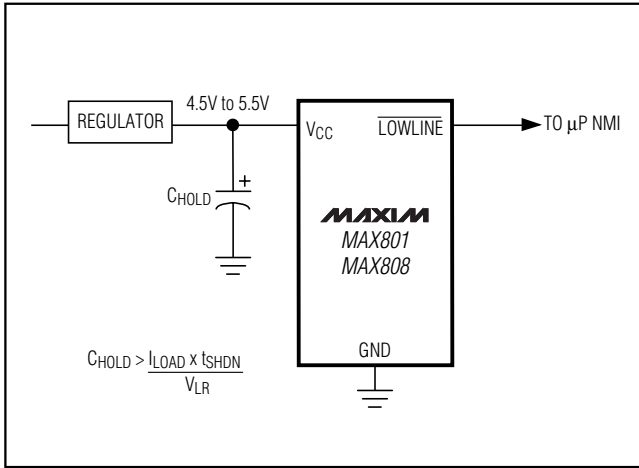 REGULATOR
4.5V to 5.5V
VCC
LOWLINE
TO µP NMI
CHOLD
+
MAXIM
MAX801
MAX808
GND
CHOLD > ILOAD x tSHDN
VLR